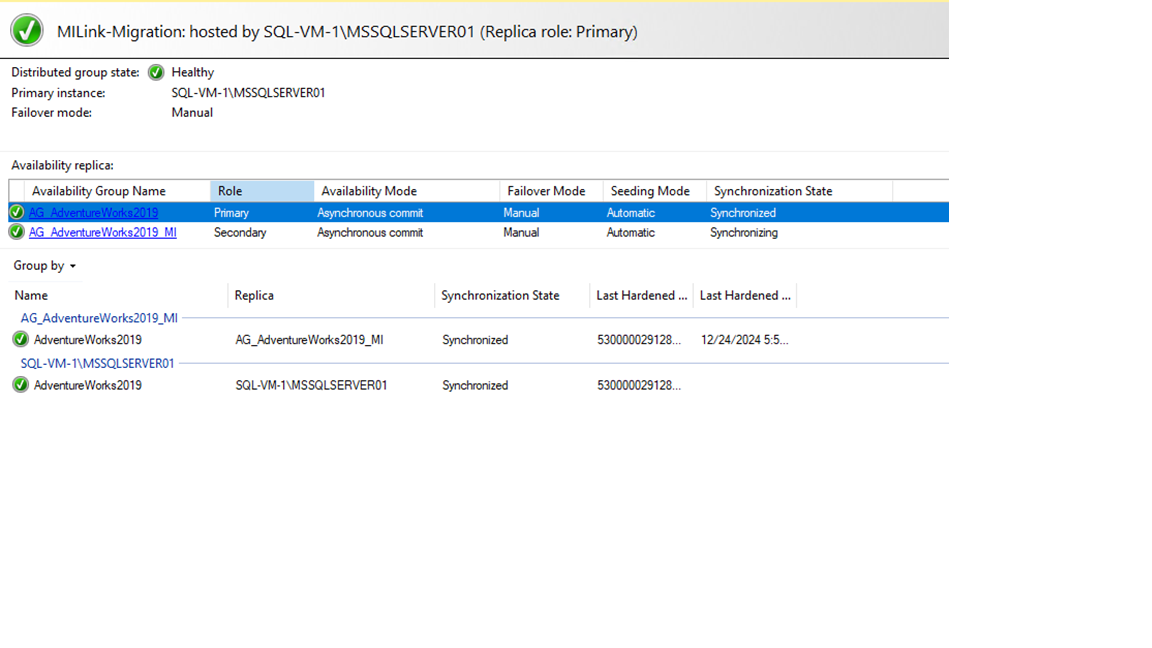 MILink-Migration: hosted by SQL-VM-1\MSSQLSERVER01 (Replica role: Primary)
Distributed group state: Healthy
Primary instance: SQL-VM-1\MSSQLSERVER01
Failover mode: Manual
Availability replica:
Availability Group Name Role Availability Mode Failover Mode Seeding Mode Synchronization State
AG_AdventureWorks2019 Primary Asynchronous commit Manual Automatic Synchronized
AG_AdventureWorks2019_MI Secondary Asynchronous commit Manual Automatic Synchronizing
Group by
Name Replica Synchronization State Last Hardened ... Last Hardened ...
AG_AdventureWorks2019_MI
AdventureWorks2019 AG_AdventureWorks2019_MI Synchronized 530000029128... 12/24/2024 5:5...
SQL-VM-1\MSSQLSERVER01
AdventureWorks2019 SQL-VM-1\MSSQLSERVER01 Synchronized 530000029128...